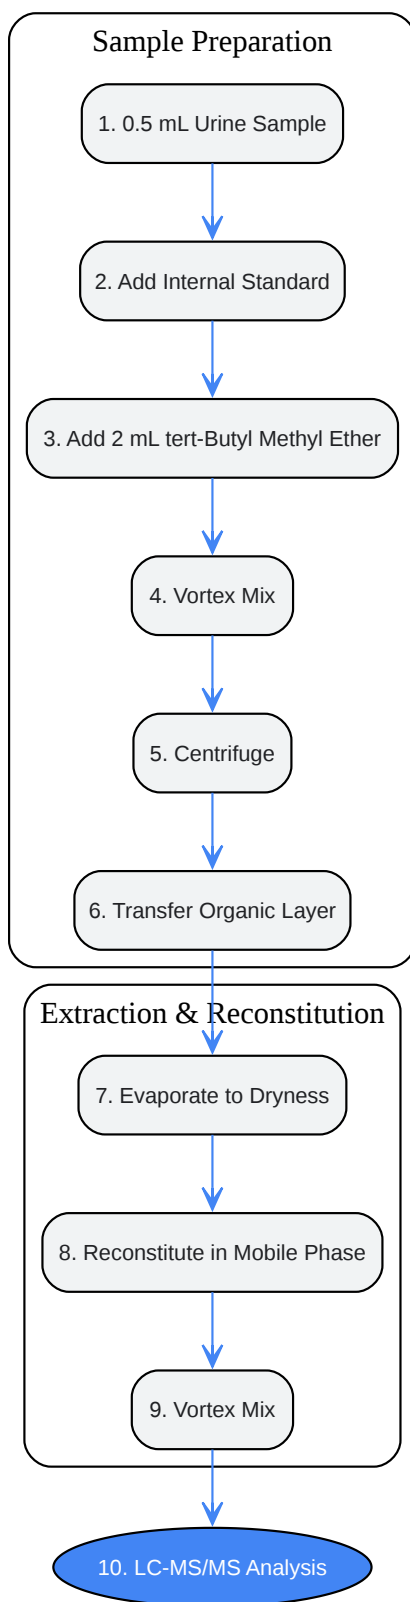 Sample Preparation
1. 0.5 mL Urine Sample
2. Add Internal Standard
3. Add 2 mL tert-Butyl Methyl Ether
4. Vortex Mix
5. Centrifuge
6. Transfer Organic Layer
Extraction & Reconstitution
7. Evaporate to Dryness
8. Reconstitute in Mobile Phase
9. Vortex Mix
10. LC-MS/MS Analysis